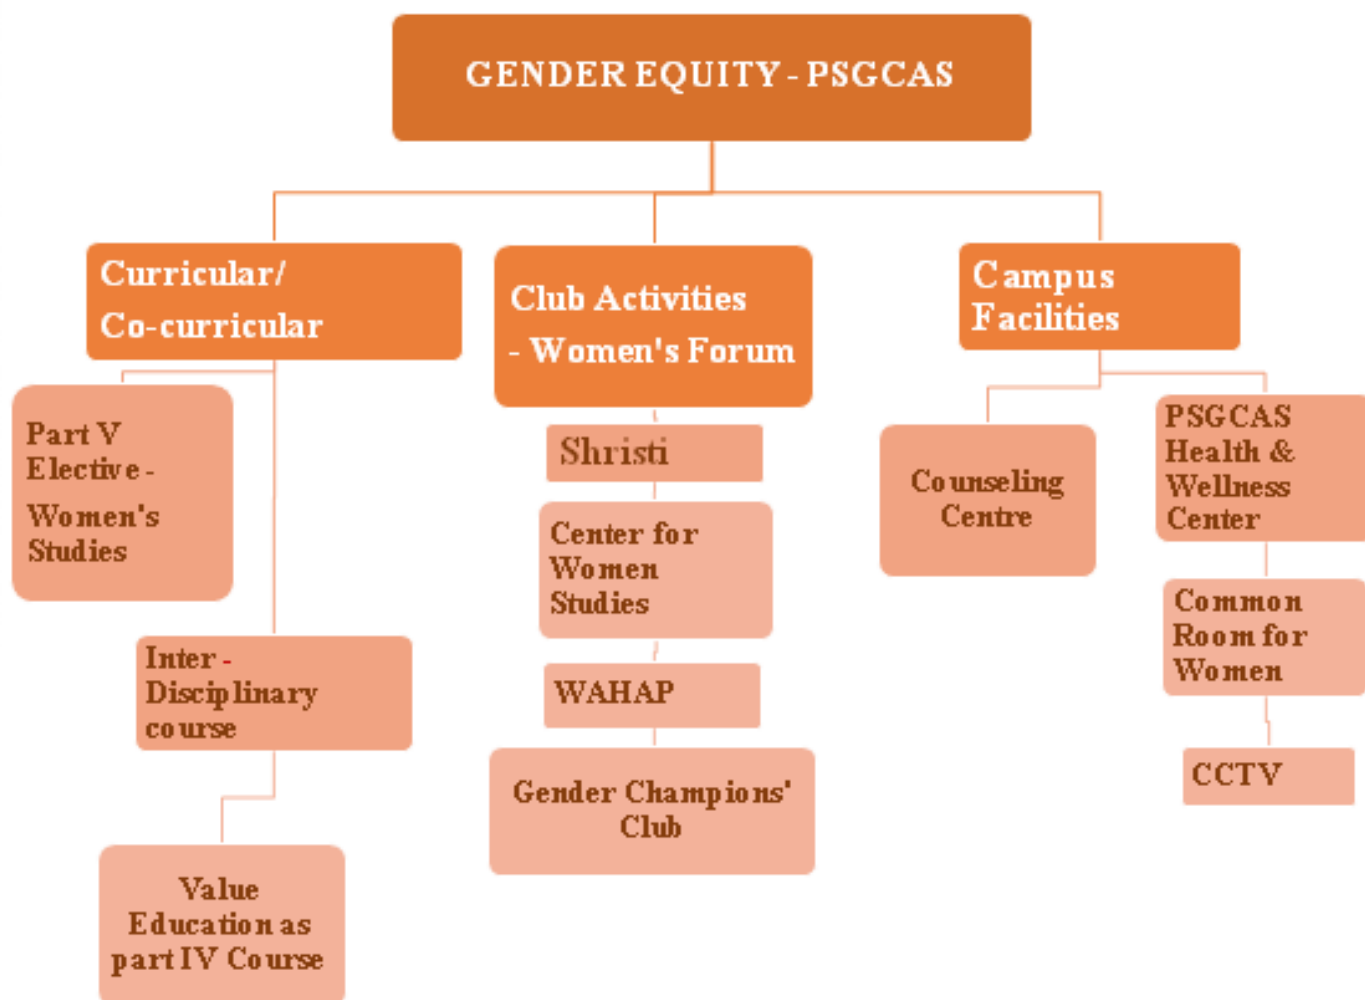 GENDER EQUITY - PSGCAS
Curricular/
Co-curricular
Part V
Elective -
Women's
Studies
Inter -
Disciplinary
course
Value
Education as
part IV Course
Club Activities
- Women's Forum
Shristi
Center for
Women
Studies
WAHAP
Gender Champions'
Club
Campus
Facilities
Counseling
Centre
PSGCAS
Health &
Wellness
Center
Common
Room for
Women
CCTV